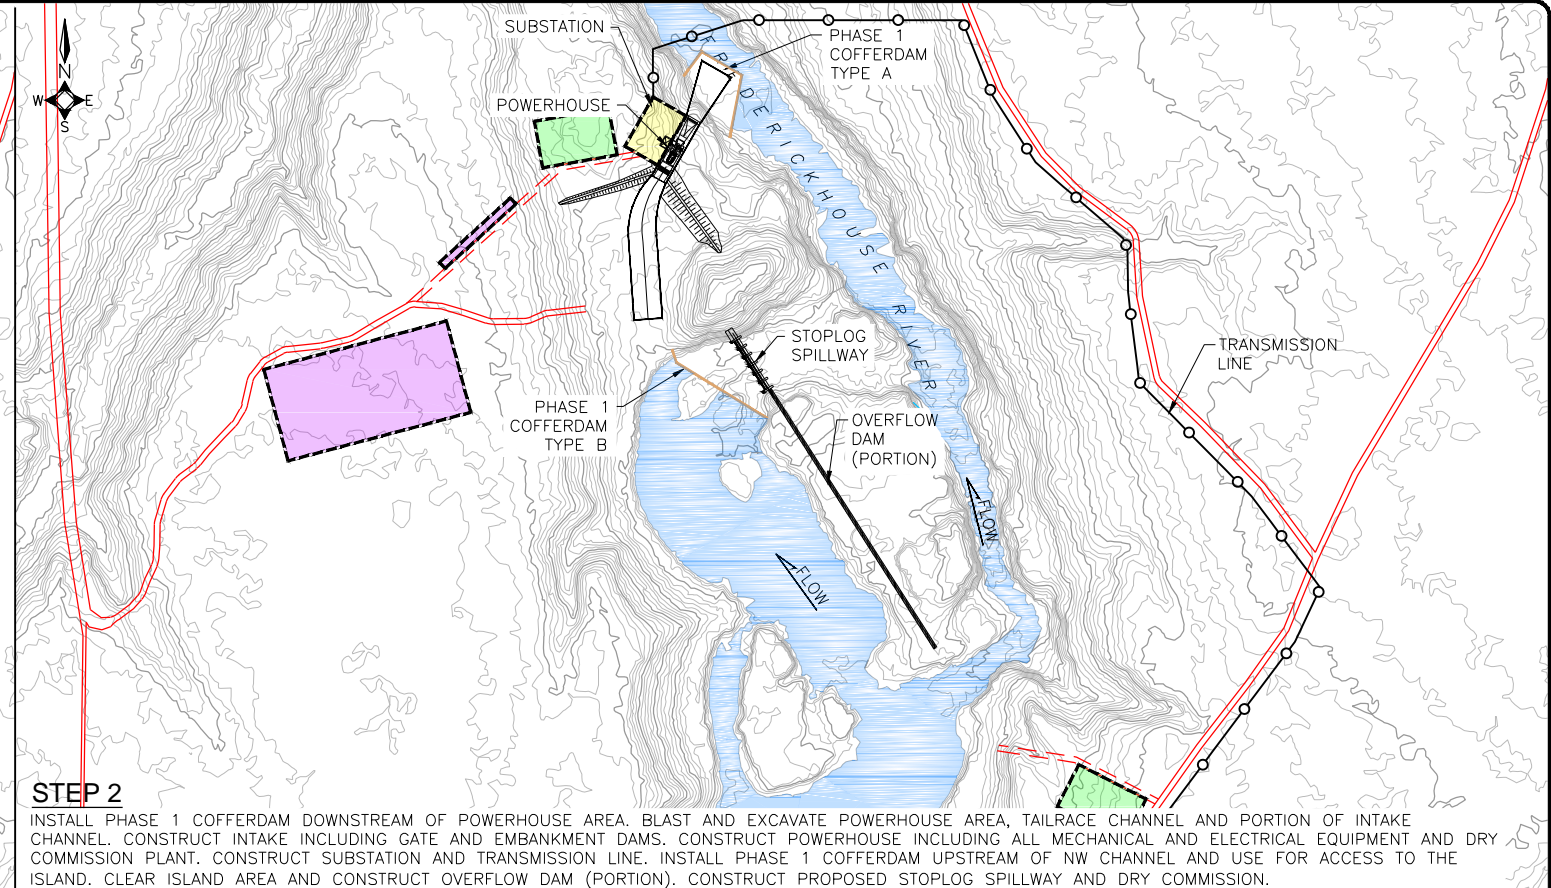 SUBSTATION
PHASE 1
COFFERDAM
TYPE A
N
W E
S
POWERHOUSE
FREDERICKHOUSE RIVER
STOPLOG
SPILLWAY
TRANSMISSION
LINE
PHASE 1
COFFERDAM
TYPE B
OVERFLOW
DAM
(PORTION)
FLOW
FLOW
STEP 2
INSTALL PHASE 1 COFFERDAM DOWNSTREAM OF POWERHOUSE AREA. BLAST AND EXCAVATE POWERHOUSE AREA, TAILRACE CHANNEL AND PORTION OF INTAKE
CHANNEL. CONSTRUCT INTAKE INCLUDING GATE AND EMBANKMENT DAMS. CONSTRUCT POWERHOUSE INCLUDING ALL MECHANICAL AND ELECTRICAL EQUIPMENT AND DRY
COMMISSION PLANT. CONSTRUCT SUBSTATION AND TRANSMISSION LINE. INSTALL PHASE 1 COFFERDAM UPSTREAM OF NW CHANNEL AND USE FOR ACCESS TO THE
ISLAND. CLEAR ISLAND AREA AND CONSTRUCT OVERFLOW DAM (PORTION). CONSTRUCT PROPOSED STOPLOG SPILLWAY AND DRY COMMISSION.